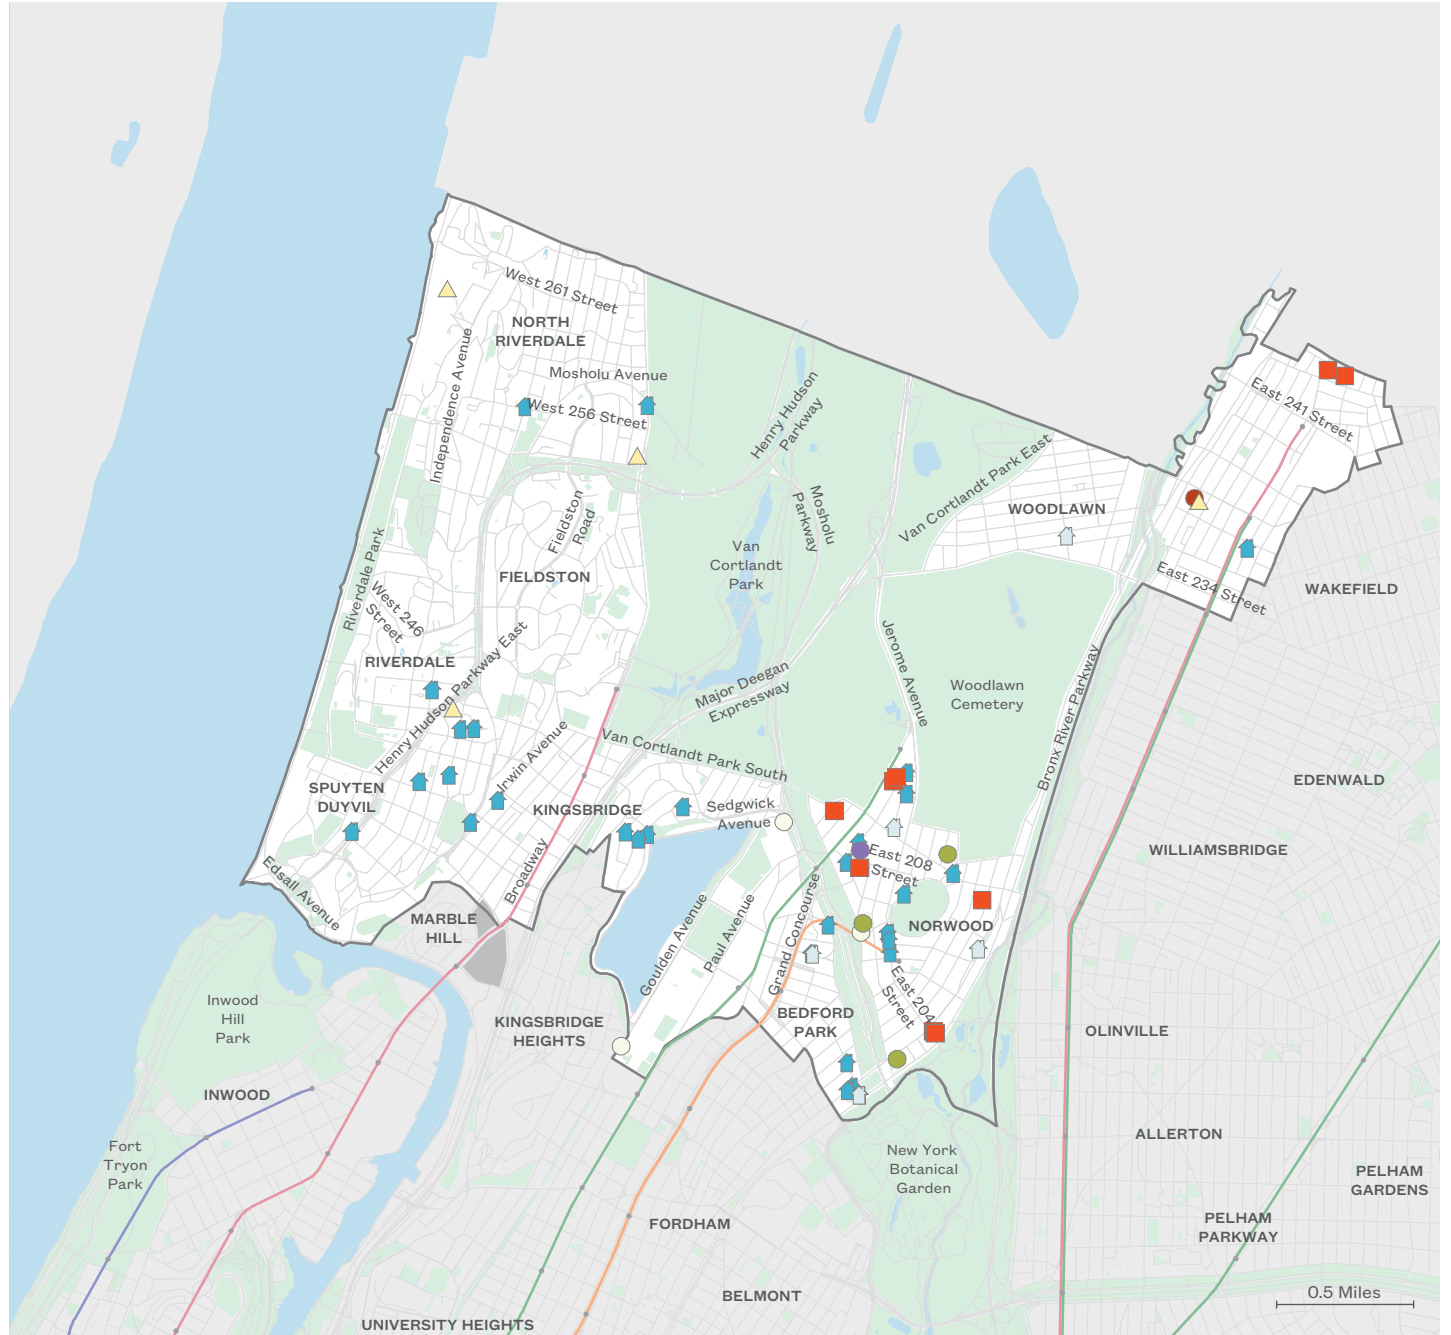 West 261 Street
NORTH
RIVERDALE
Independence Avenue
Mosholu Avenue
West 256 Street
Henry Hudson
Parkway
East 241 Street
Van Cortlandt Park East
Mosholu
Parkway
WOODLAWN
Fieldston
Road
Van
Cortlandt
Park
Riverdale Park
FIELDSTON
East 234 Street
WAKEFIELD
West 246
Street
RIVERDALE
Henry Hudson Parkway East
Jerome Avenue
Major Deegan
Expressway
Woodlawn
Cemetery
Bronx River Parkway
Irwin Avenue
Van Cortlandt Park South
SPUYTEN
DUYVIL
KINGSBRIDGE
Sedgwick
Avenue
EDENWALD
East 208
Street
WILLIAMSBRIDGE
Edsall Avenue
Broadway
MARBLE
HILL
Goulden Avenue
Paul Avenue
Grand Concourse
NORWOOD
East 204
Street
Inwood
Hill
Park
KINGSBRIDGE
HEIGHTS
BEDFORD
PARK
OLINVILLE
INWOOD
Fort
Tryon
Park
New York
Botanical
Garden
ALLERTON
PELHAM
GARDENS
FORDHAM
PELHAM
PARKWAY
BELMONT
0.5 Miles
UNIVERSITY HEIGHTS